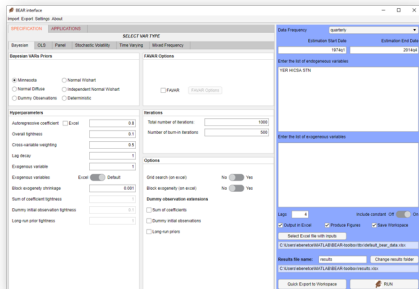 BEAR interface
Import Export Settings About
SPECIFICATION APPLICATIONS
SELECT VAR TYPE
Bayesian OLS Panel Stochastic Volatility Time Varying Mixed Frequency
Bayesian VARs Priors
Minnesota Normal Wishart
Normal Diffuse Independent Normal Wishart
Dummy Observations Deterministic
FAVAR Options
FAVAR FAVAR Options
Hyperparameters
Autoregressive coefficient Excel 0.8
Overall tightness 0.1
Cross-variable weighting 0.5
Lag decay 1
Exogenous variable 1
Exogenous variables Excel Default
Block exogeneity shrinkage 0.001
Sum of coefficient tightness
Dummy initial observation tightness
Long-run prior tightness
Iterations
Total number of iterations 1000
Number of burn-in iterations 500
Options
Grid search (on excel) No Yes
Block exogeneity (on excel) No Yes
Dummy observation extensions
Sum of coefficients
Dummy initial observations
Long-run priors
Data Frequency quarterly
Estimation Start Date Estimation End Date
1974q1 2014q4
Enter the list of endogenous variables
YER HICSA STN
Enter the list of exogenous variables
Lags 4 Include constant Off On
Output in Excel Produce Figures Save Workspace
Select Excel file with inputs
Results file name: results Change results folder
Quick Export to Workspace RUN